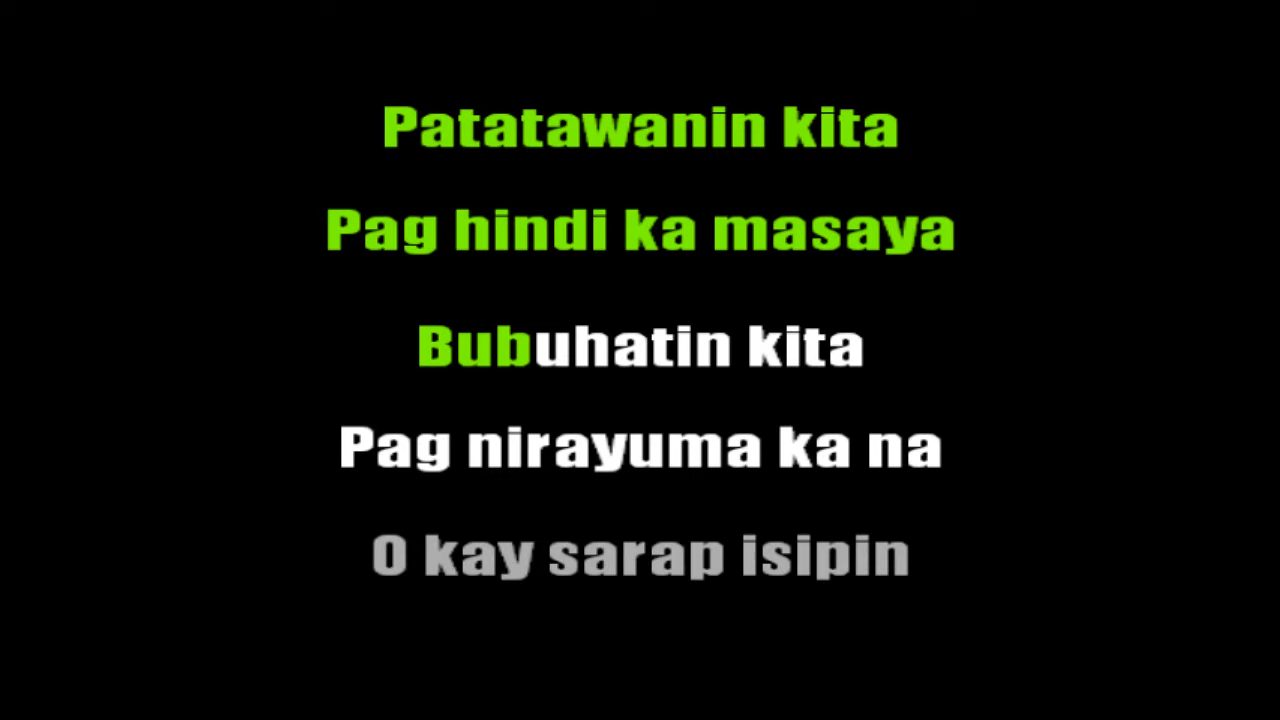 Patatawanin kita
Pag hindi ka masaya
Bubuhatin kita
Pag nirayuma ka na
O kay sarap isipin